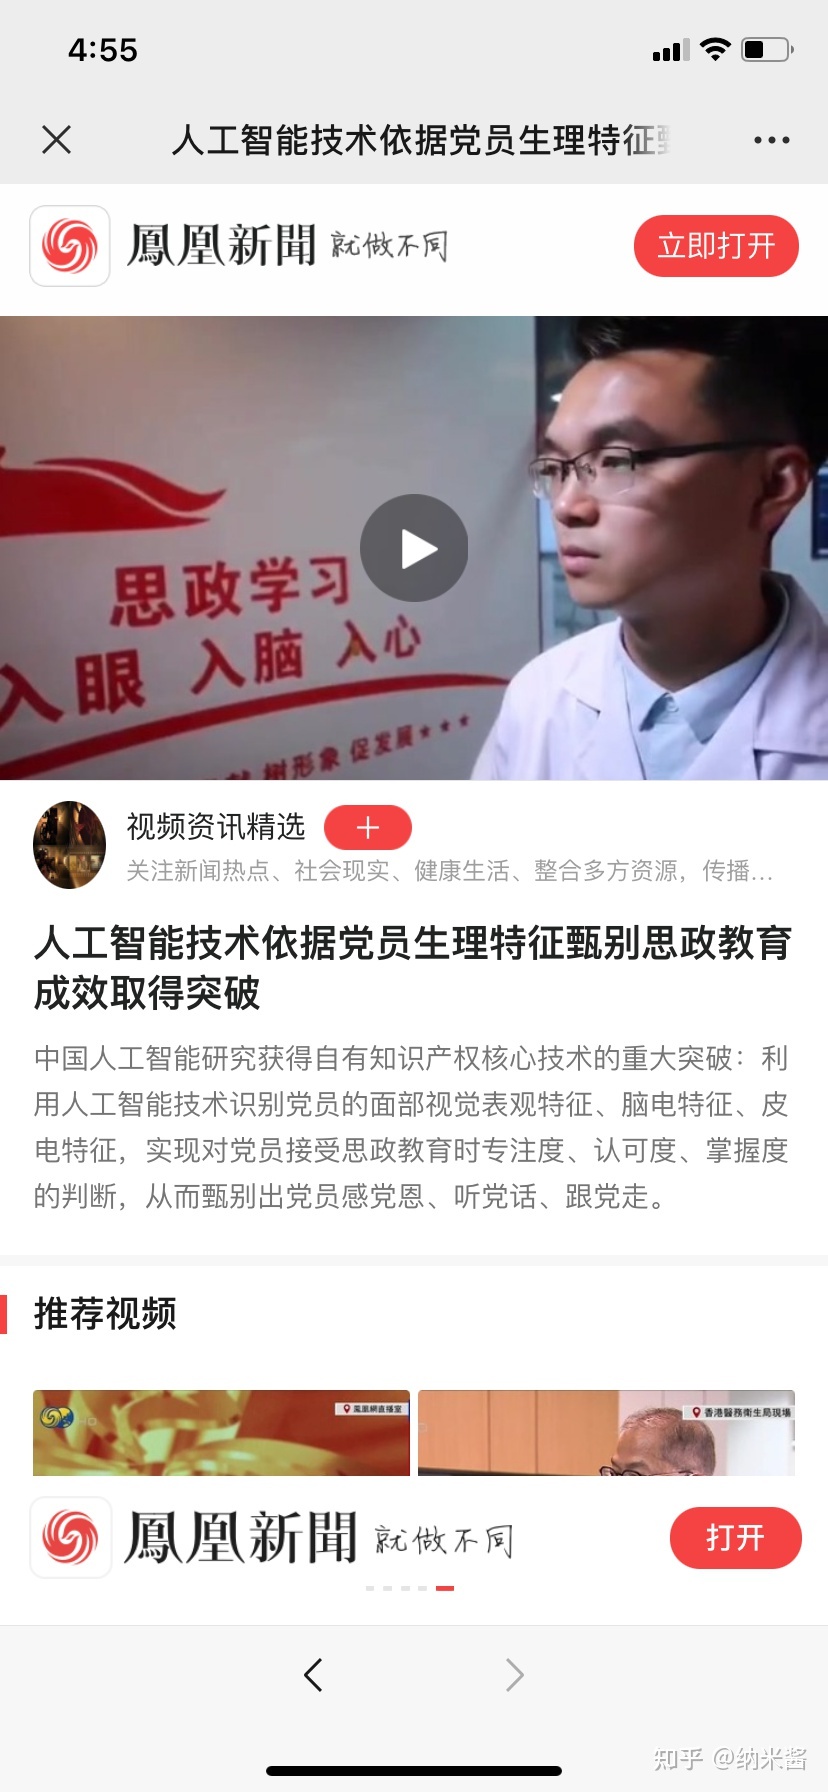 4:55
人工智能技术依据党员生理特征
鳳凰新聞 就做不同
立即打开
思政学习
入眼 入脑 入心
树形象 促发展
视频资讯精选
关注新闻热点、社会现实、健康生活、整合多方资源，传播...
人工智能技术依据党员生理特征甄别思政教育
成效取得突破
中国人工智能研究获得自有知识产权核心技术的重大突破：利
用人工智能技术识别党员的面部视觉表观特征、脑电特征、皮
电特征，实现对党员接受思政教育时专注度、认可度、掌握度
的判断，从而甄别出党员感党恩、听党话、跟党走。
推荐视频
鳳凰網直播室
香港醫務衛生局現場
鳳凰新聞 就做不同
打开
知乎 @纳米酱